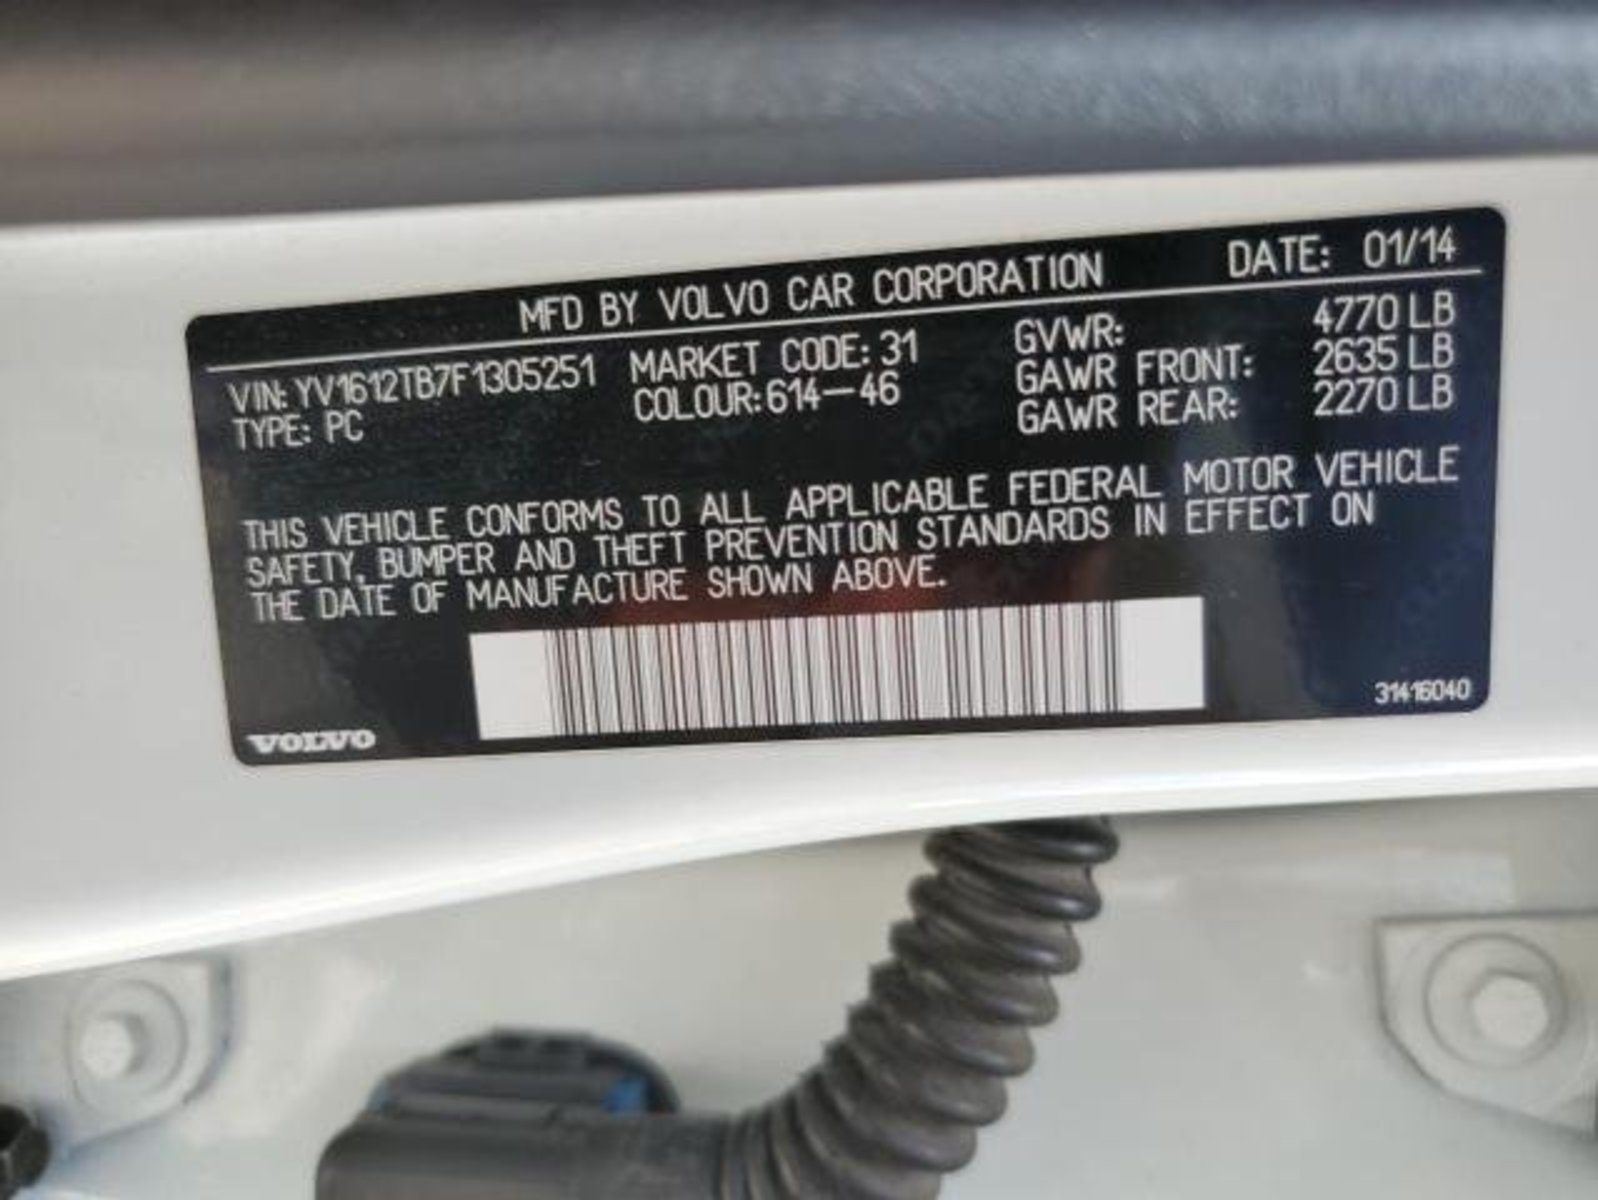 MFD BY VOLVO CAR CORPORATION DATE: 01/14
VIN: YV1612TB7F1305251 MARKET CODE: 31 GVWR: 4770 LB
TYPE: PC COLOUR: 614-46 GAWR FRONT: 2635 LB
GAWR REAR: 2270 LB
THIS VEHICLE CONFORMS TO ALL APPLICABLE FEDERAL MOTOR VEHICLE
SAFETY, BUMPER AND THEFT PREVENTION STANDARDS IN EFFECT ON
THE DATE OF MANUFACTURE SHOWN ABOVE.
31416040
VOLVO